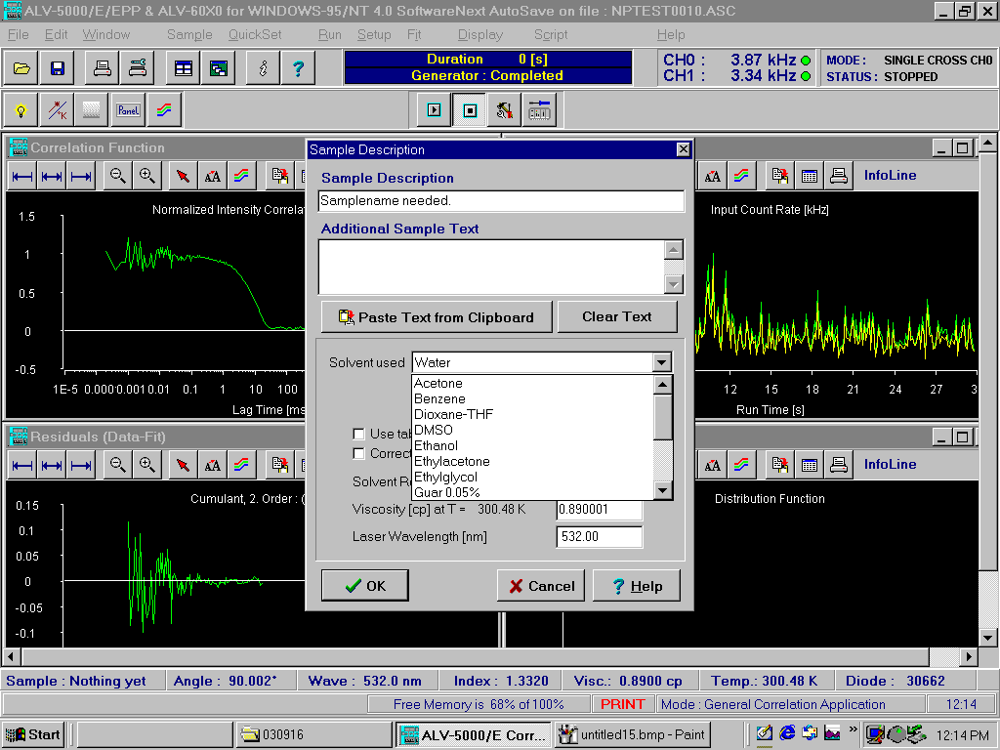 ALV-5000/E/EPP & ALV-60X0 for WINDOWS-95/NT 4.0 SoftwareNext AutoSave on file : NPTEST0010.ASC
File Edit Window Sample QuickSet Run Setup Fit Display Script Help
Duration 0 [s]
Generator : Completed
CH0 : 3.87 kHz
CH1 : 3.34 kHz
MODE : SINGLE CROSS CH0
STATUS : STOPPED
Panel
Correlation Function
InfoLine
Normalized Intensity Correla
1.5
1
0.5
0
-0.5
1E-5 0.0001 0.001 0.01 0.1 1 10 100
Lag Time [ms
Input Count Rate [kHz]
12 15 18 21 24 27 3
Run Time [s]
Sample Description
Sample Description
Samplename needed.
Additional Sample Text
Paste Text from Clipboard
Clear Text
Solvent used Water
Acetone
Benzene
Dioxane-THF
DMSO
Ethanol
Ethylacetone
Ethylglycol
Guar 0.05%
Use tab
Correct
Solvent R
Viscosity [cp] at T = 300.48 K 0.890001
Laser Wavelength [nm] 532.00
OK Cancel Help
Residuals (Data-Fit)
InfoLine
Cumulant, 2. Order : (
0.15
0.1
0.05
0
-0.05
-0.1
Distribution Function
Sample : Nothing yet Angle : 90.002° Wave : 532.0 nm Index : 1.3320 Visc.: 0.8900 cp Temp.: 300.48 K Diode : 30662
Free Memory is 68% of 100% PRINT Mode : General Correlation Application 12:14
Start 030916 ALV-5000/E Corr... untitled15.bmp - Paint » 12:14 PM